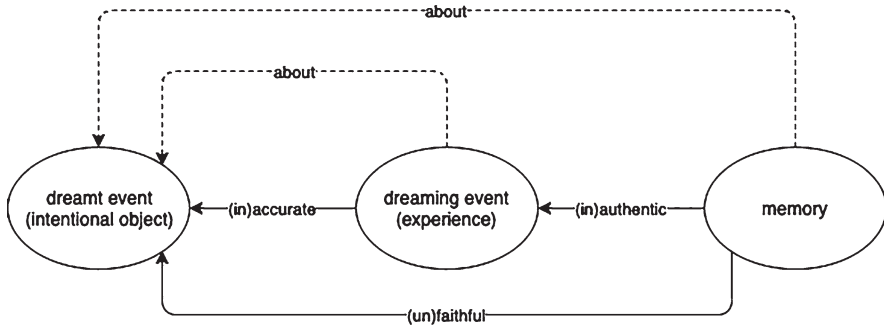 about
about
dreamt event
(intentional object)
(in)accurate
dreaming event
(experience)
(in)authentic
memory
(un)faithful